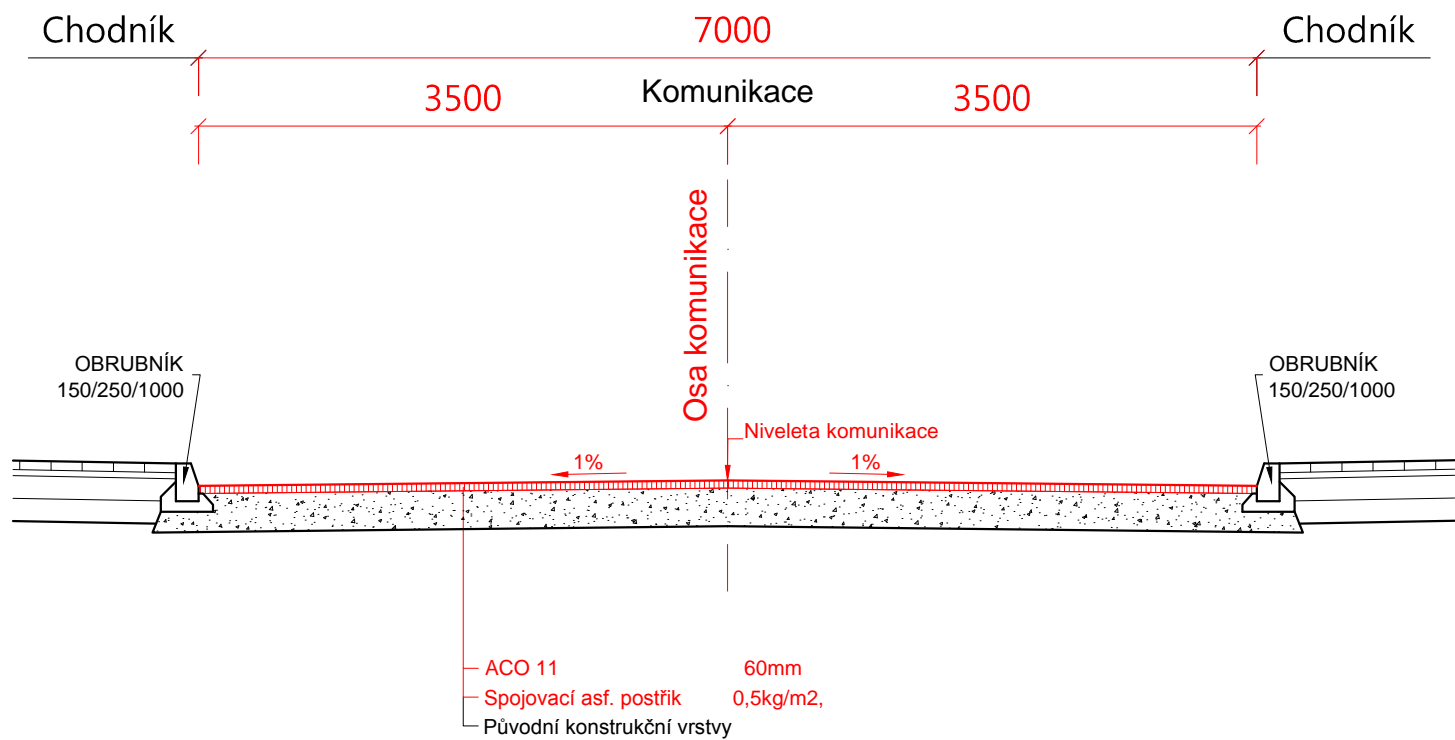 Chodník
7000
Chodník
3500
Komunikace
3500
Osa komunikace
OBRUBNÍK
150/250/1000
OBRUBNÍK
150/250/1000
Niveleta komunikace
1%
1%
ACO 11 60mm
Spojovací asf. postřik 0,5kg/m2,
Původní konstrukční vrstvy